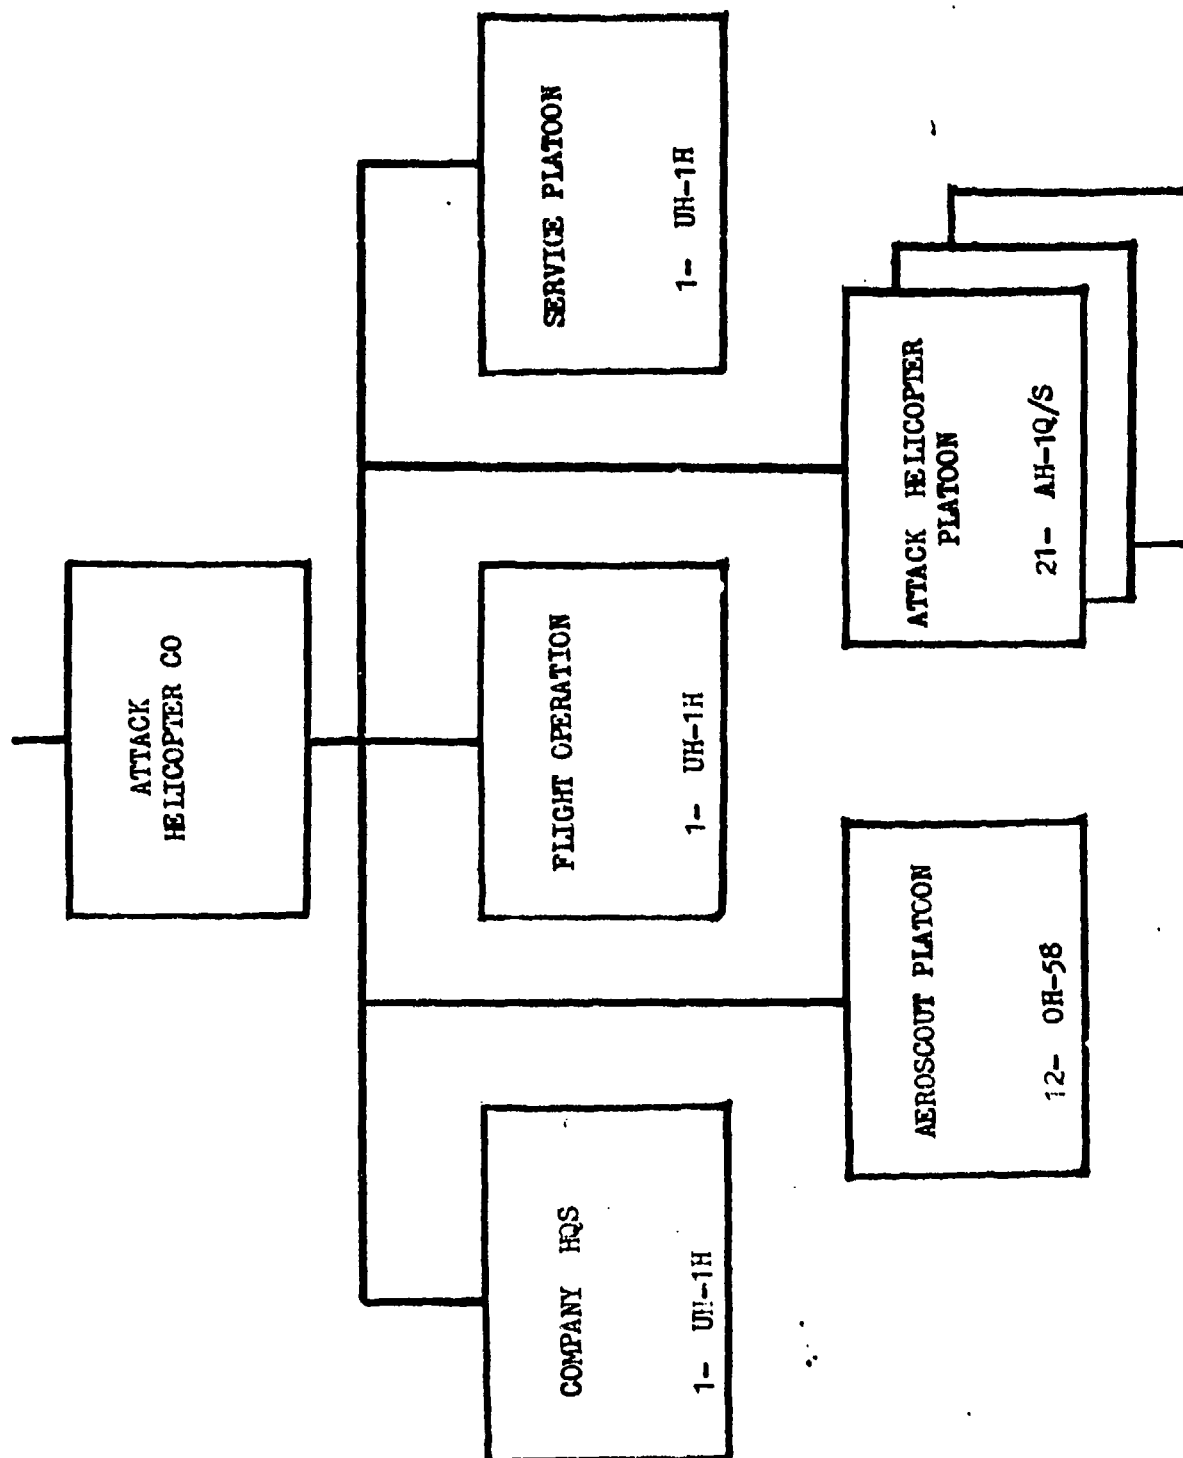 ATTACK
HELICOPTER CO
COMPANY HQS
1- UH-1H
FLIGHT OPERATION
1- UH-1H
SERVICE PLATOON
1- UH-1H
AEROSCOUT PLATOON
12- OH-58
ATTACK HELICOPTER
PLATOON
21- AH-1Q/S